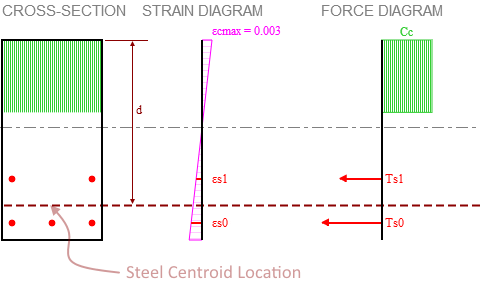 CROSS-SECTION STRAIN DIAGRAM FORCE DIAGRAM
εcmax = 0.003 Cc
d
εs1 Ts1
εs0 Ts0
Steel Centroid Location